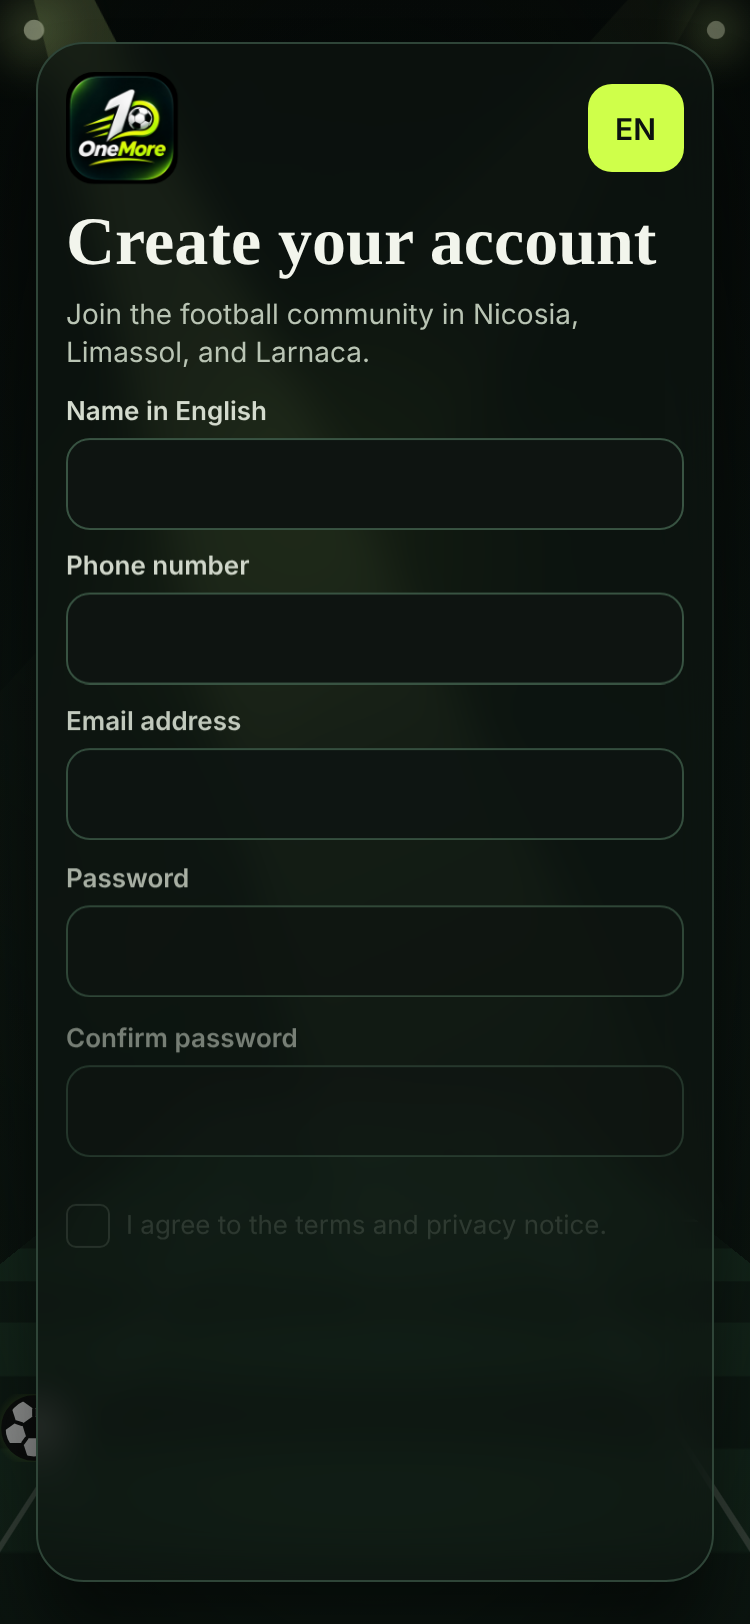 10
OneMore
EN
Create your account
Join the football community in Nicosia,
Limassol, and Larnaca.
Name in English
Phone number
Email address
Password
Confirm password
I agree to the terms and privacy notice.